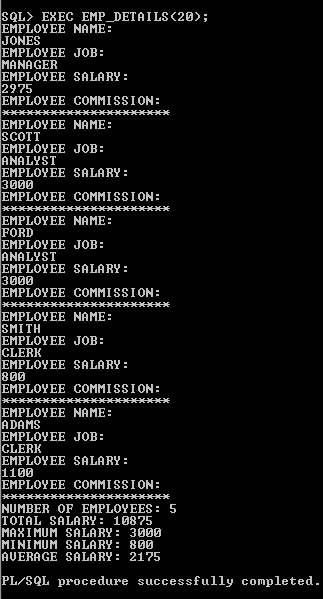 SQL> EXEC EMP_DETAILS(20);
EMPLOYEE NAME:
JONES
EMPLOYEE JOB:
MANAGER
EMPLOYEE SALARY:
2975
EMPLOYEE COMMISSION:
*********************
EMPLOYEE NAME:
SCOTT
EMPLOYEE JOB:
ANALYST
EMPLOYEE SALARY:
3000
EMPLOYEE COMMISSION:
*********************
EMPLOYEE NAME:
FORD
EMPLOYEE JOB:
ANALYST
EMPLOYEE SALARY:
3000
EMPLOYEE COMMISSION:
*********************
EMPLOYEE NAME:
SMITH
EMPLOYEE JOB:
CLERK
EMPLOYEE SALARY:
800
EMPLOYEE COMMISSION:
*********************
EMPLOYEE NAME:
ADAMS
EMPLOYEE JOB:
CLERK
EMPLOYEE SALARY:
1100
EMPLOYEE COMMISSION:
*********************
NUMBER OF EMPLOYEES: 5
TOTAL SALARY: 10875
MAXIMUM SALARY: 3000
MINIMUM SALARY: 800
AVERAGE SALARY: 2175
PL/SQL procedure successfully completed.